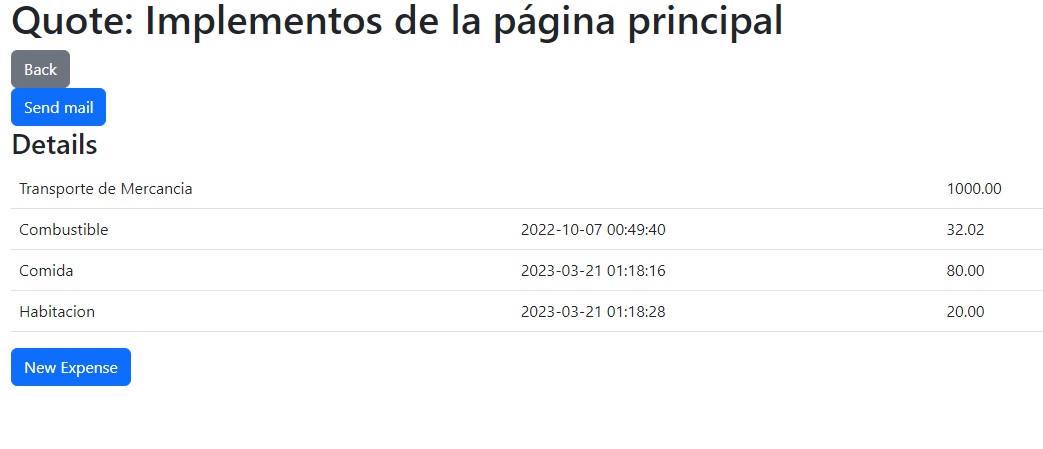 Quote: Implementos de la página principal
Back
Send mail
Details
Transporte de Mercancia 1000.00
Combustible 2022-10-07 00:49:40 32.02
Comida 2023-03-21 01:18:16 80.00
Habitacion 2023-03-21 01:18:28 20.00
New Expense